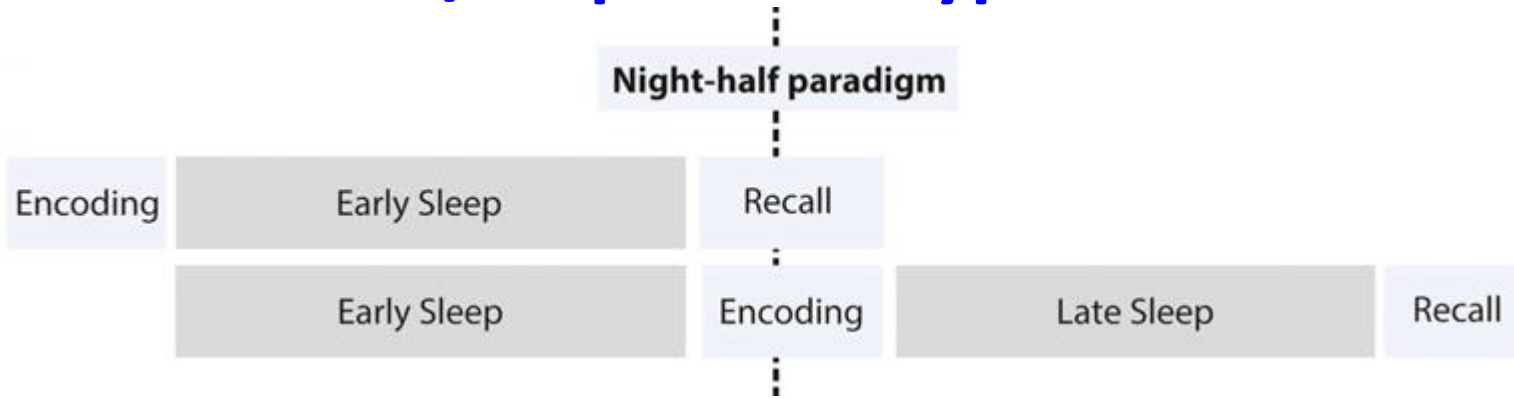 Night-half paradigm
Encoding Early Sleep Recall
Early Sleep Encoding Late Sleep Recall